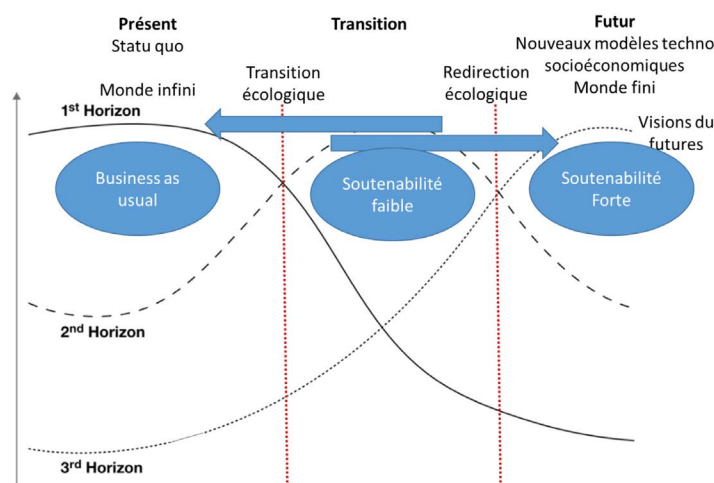 Présent
Statu quo
Monde infini
Transition
Transition
écologique
Redirection
écologique
Futur
Nouveaux modèles techno
socioéconomiques
Monde fini
Visions du
futures
1st Horizon
Business as
usual
Soutenabilité
faible
Soutenabilité
Forte
2nd Horizon
3rd Horizon